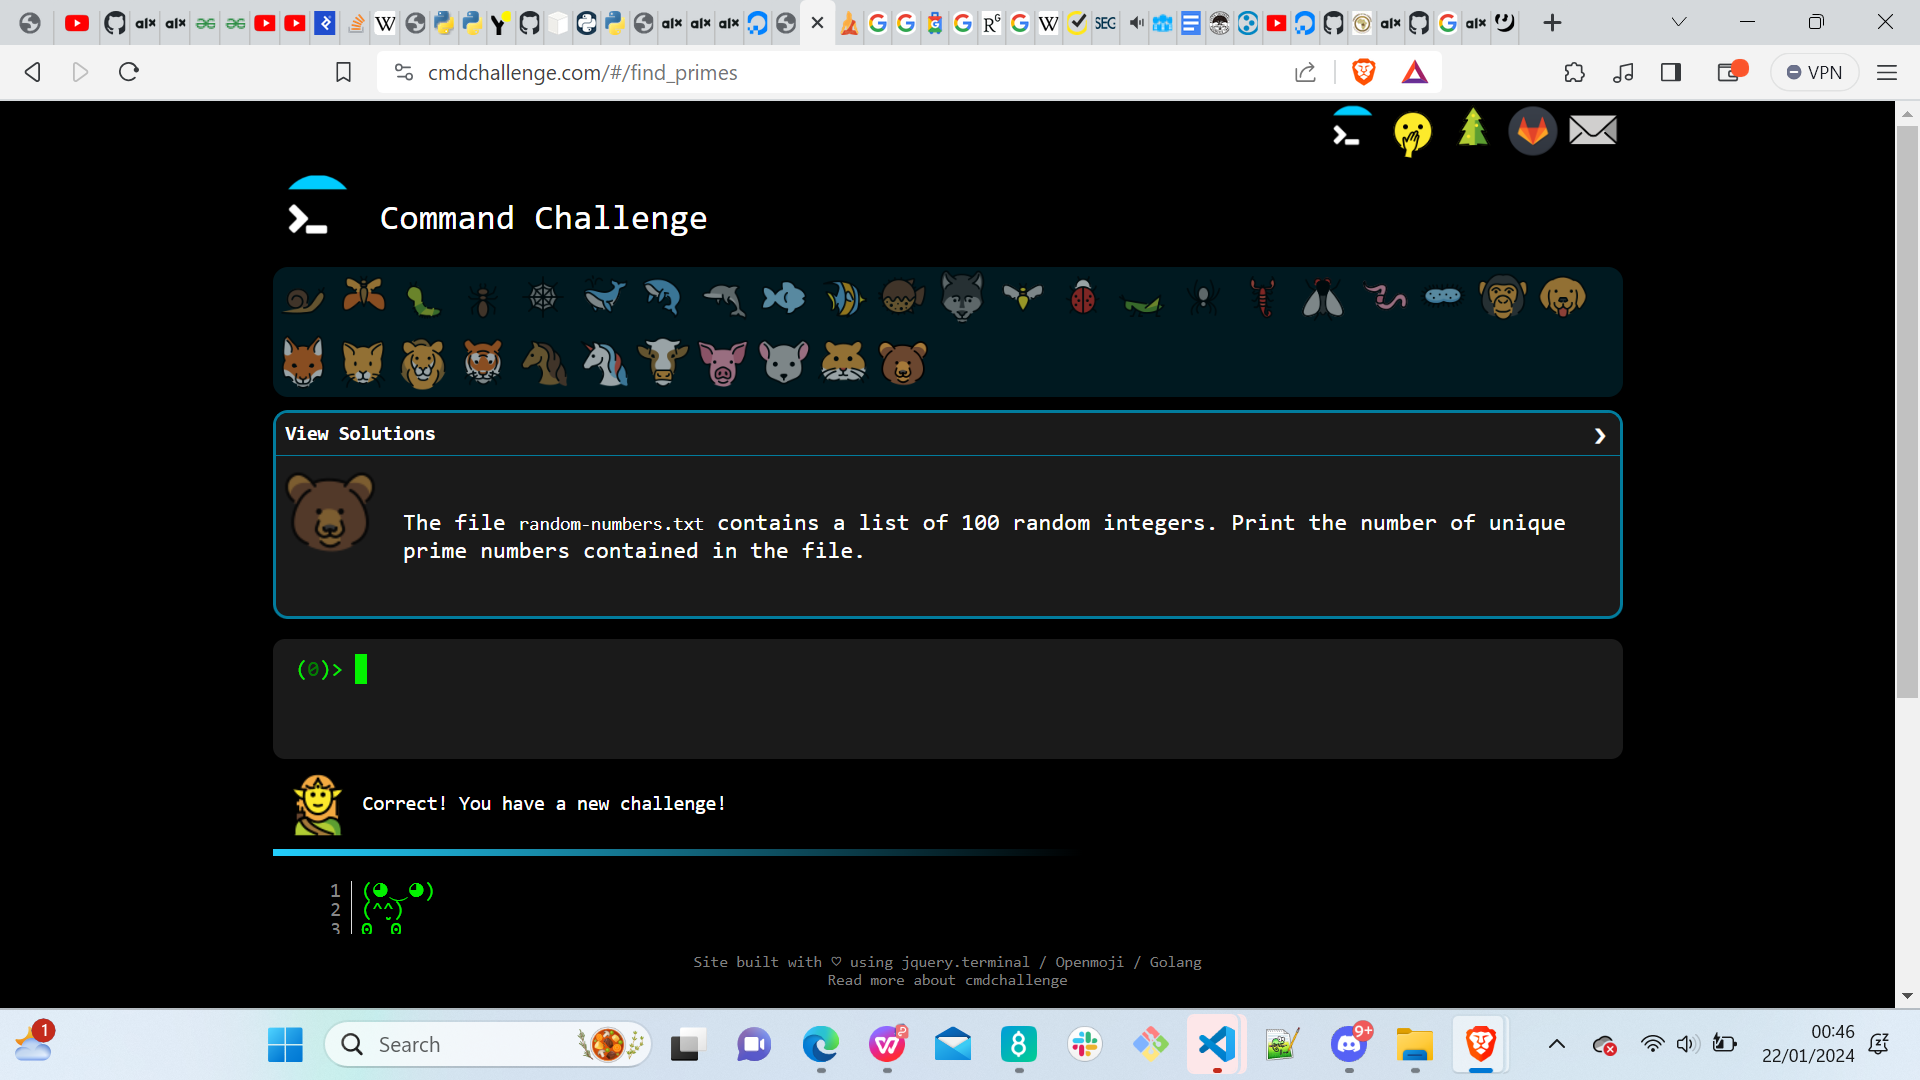 cmdchallenge.com/#/find_primes
VPN
Command Challenge
View Solutions
The file random-numbers.txt contains a list of 100 random integers. Print the number of unique
prime numbers contained in the file.
(0)>
Correct! You have a new challenge!
1
2
3
Site built with ♡ using jquery.terminal / Openmoji / Golang
Read more about cmdchallenge
1
Search
9+
00:46
22/01/2024